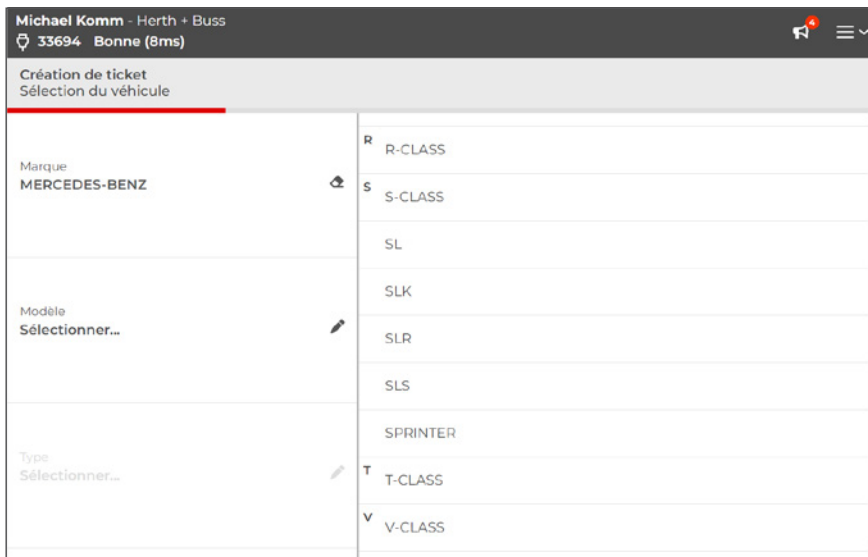 Michael Komm - Herth + Buss
33694 Bonne (8ms)
4
Création de ticket
Sélection du véhicule
Marque
MERCEDES-BENZ
Modèle
Sélectionner...
Type
Sélectionner...
R
R-CLASS
S
S-CLASS
SL
SLK
SLR
SLS
SPRINTER
T
T-CLASS
V
V-CLASS